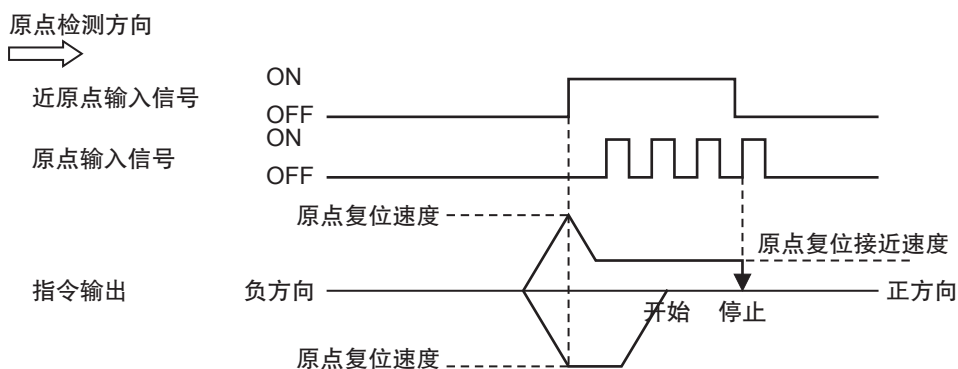 原点检测方向
近原点输入信号
ON
OFF
原点输入信号
ON
OFF
原点复位速度
原点复位接近速度
指令输出
负方向
正方向
开始
停止
原点复位速度